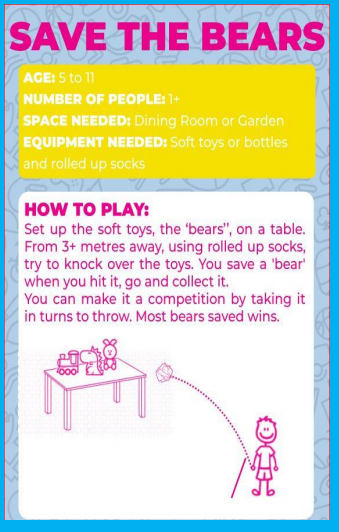 SAVE THE BEARS
AGE: 5 to 11
NUMBER OF PEOPLE: 1+
SPACE NEEDED: Dining Room or Garden
EQUIPMENT NEEDED: Soft toys or bottles
and rolled up socks
HOW TO PLAY:
Set up the soft toys, the ‘bears”, on a table.
From 3+ metres away, using rolled up socks,
try to knock over the toys. You save a 'bear'
when you hit it, go and collect it.
You can make it a competition by taking it
in turns to throw. Most bears saved wins.